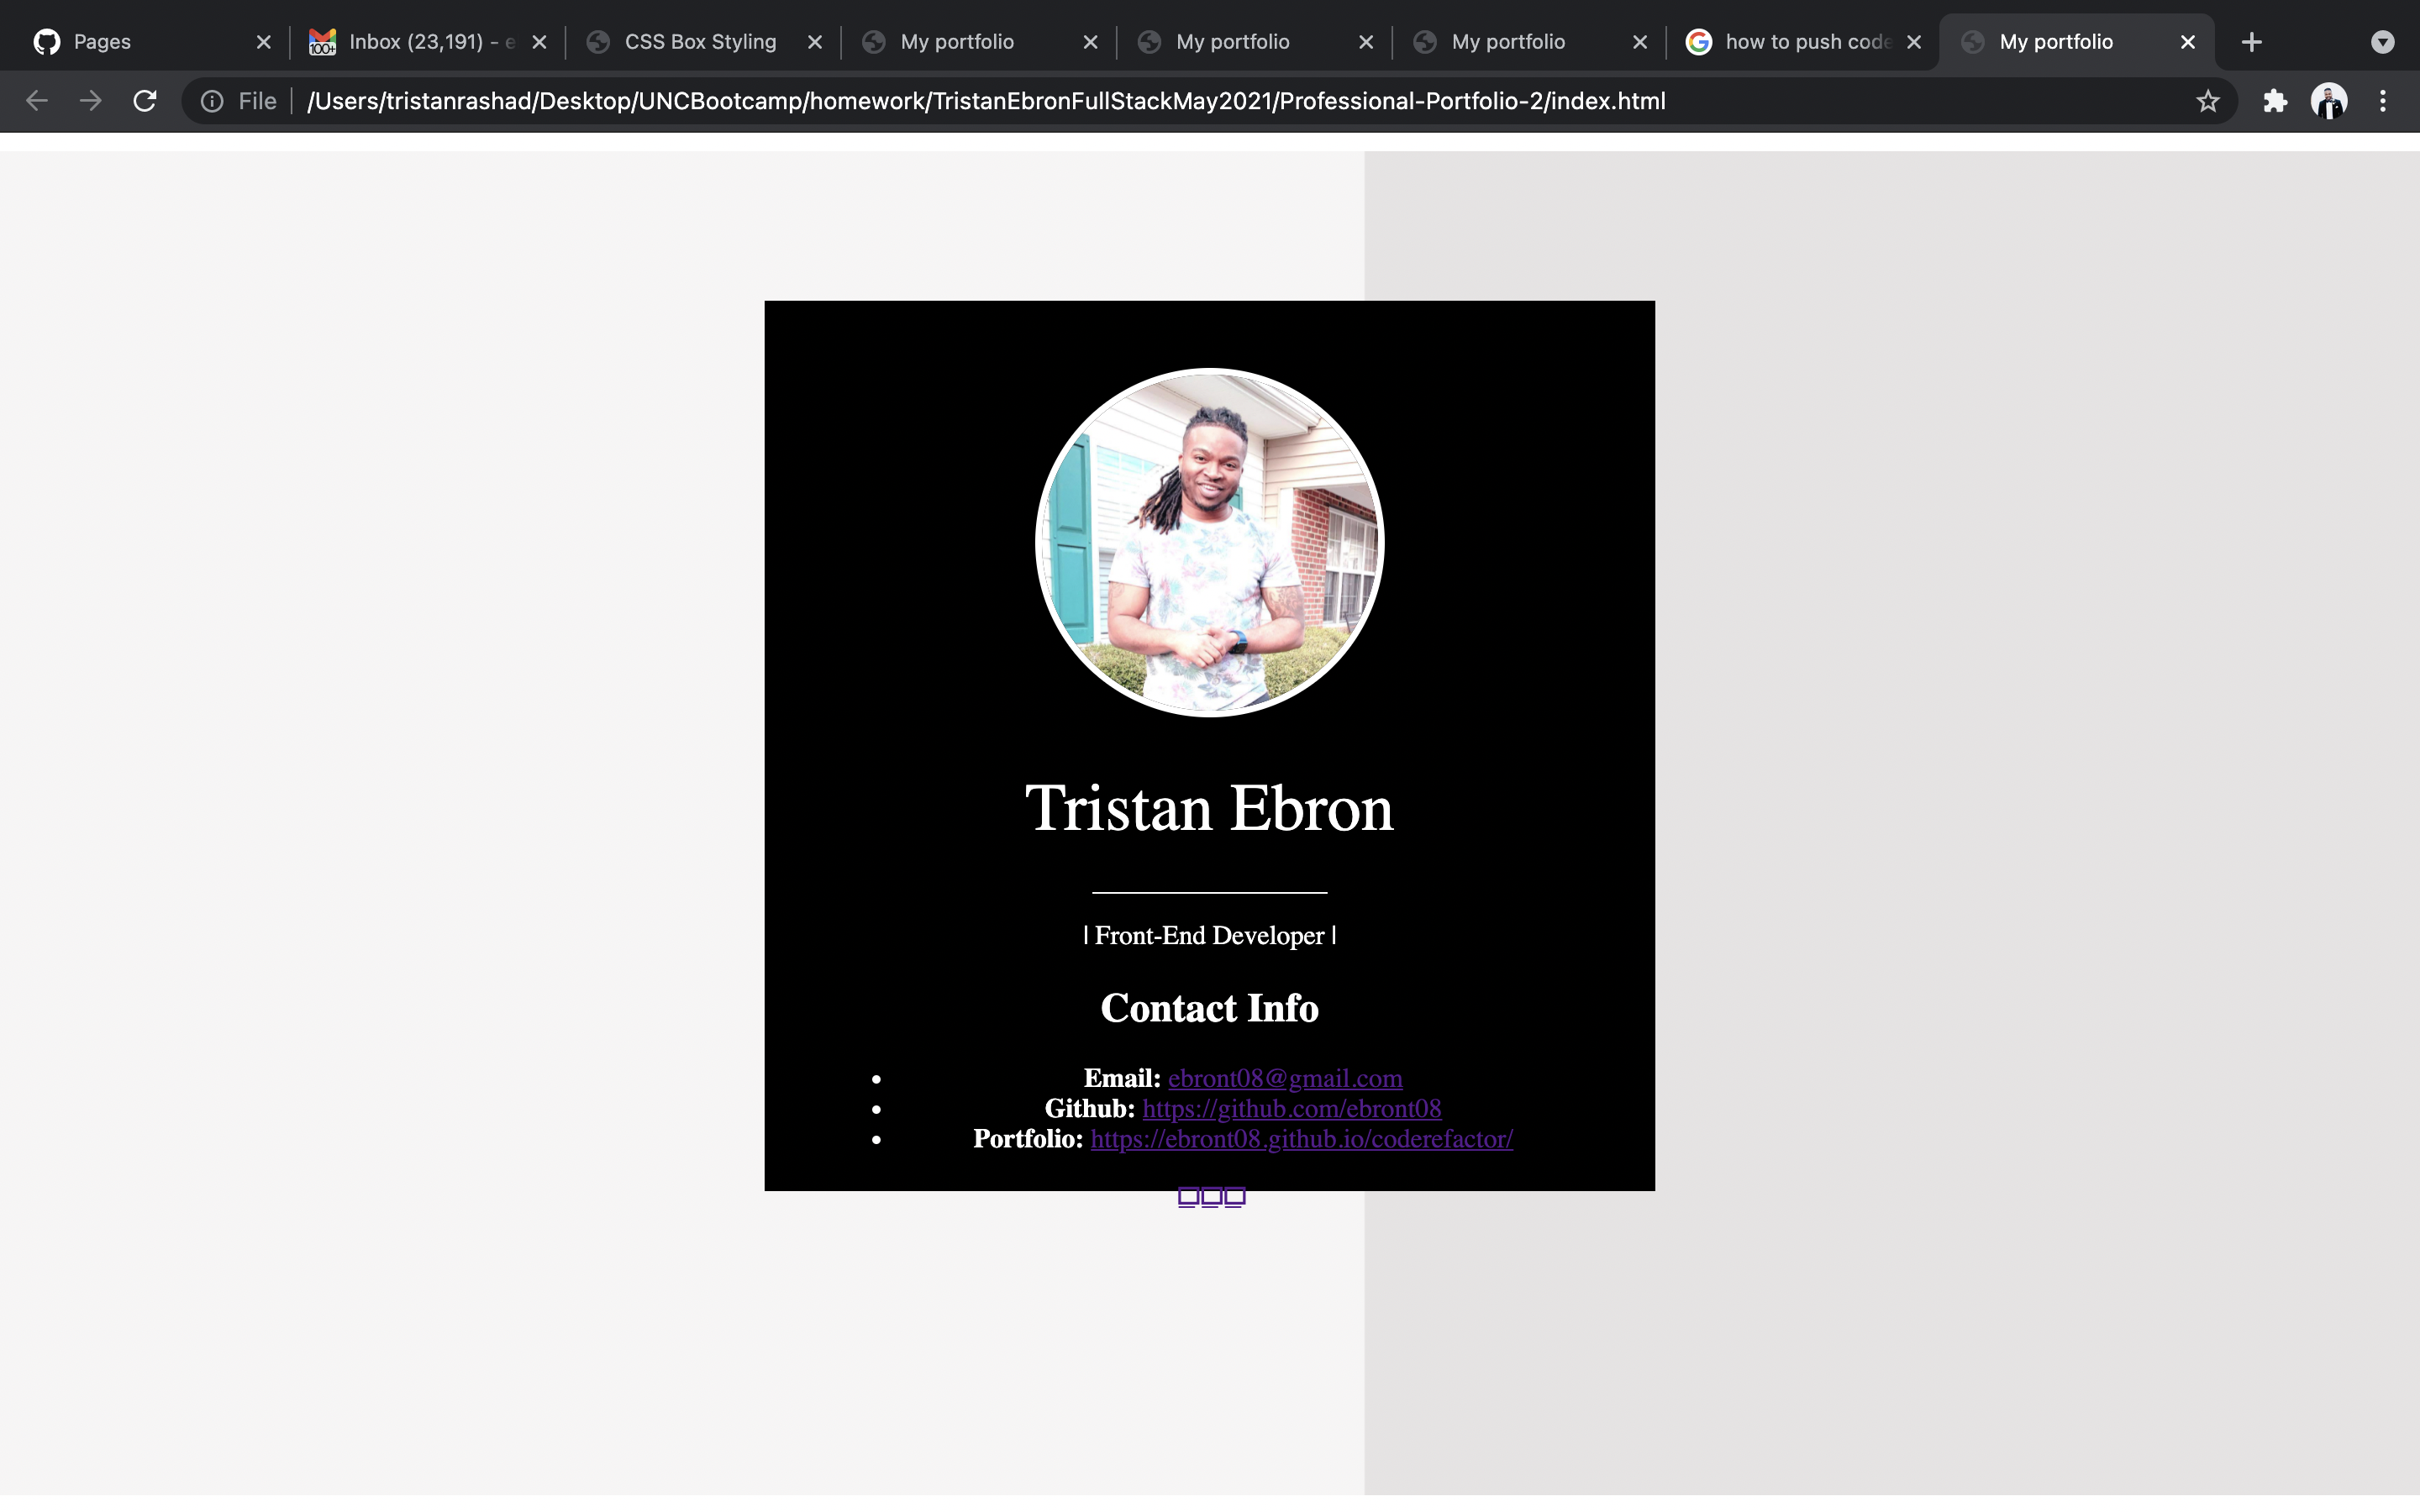 Pages
Inbox (23,191) - e
CSS Box Styling
My portfolio
My portfolio
My portfolio
how to push code
My portfolio
100+
File | /Users/tristanrashad/Desktop/UNCBootcamp/homework/TristanEbronFullStackMay2021/Professional-Portfolio-2/index.html
Tristan Ebron
| Front-End Developer |
Contact Info
• Email: ebront08@gmail.com
• Github: https://github.com/ebront08
• Portfolio: https://ebront08.github.io/coderefactor/